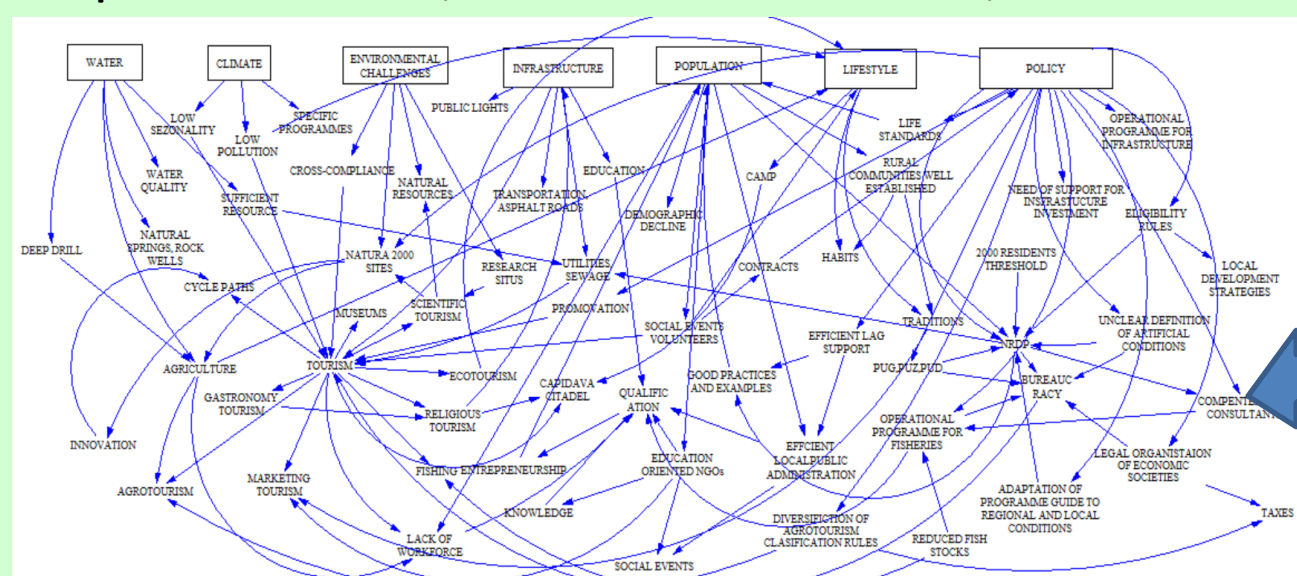 WATER
CLIMATE
ENVIRONMENTAL
CHALLENGES
INFRASTRUCTURE
POPULATION
LIFESTYLE
POLICY
PUBLIC LIGHTS
LOW
SEZONALITY
LOW
POLLUTION
SPECIFIC
PROGRAMMES
LIFE
STANDARDS
OPERATIONAL
PROGRAMME FOR
INFRASTRUCTURE
CROSS-COMPLIANCE
WATER
QUALITY
SUFFICIENT
RESOURCE
NATURAL
RESOURCES
EDUCATION
TRANSPORTATION,
ASPHALT ROADS
CAMP
RURAL
COMMUNITIES WELL
ESTABLISHED
NEED OF SUPPORT FOR
INSFRASTUCURE
INVESTMENT
ELIGIBILITY
RULES
DEMOGRAPHIC
DECLINE
DEEP DRILL
NATURAL
SPRINGS, ROCK
WELLS
NATURA 2000
SITES
RESEARCH
SITUS
UTILITIES,
SEWAGE
CONTRACTS
HABITS
2000 RESIDENTS
THRESHOLD
LOCAL
DEVELOPMENT
STRATEGIES
CYCLE PATHS
MUSEUMS
SCIENTIFIC
TOURISM
PROMOVATION
SOCIAL EVENTS
VOLUNTEERS
EFFICIENT LAG
SUPPORT
TRADITIONS
UNCLEAR DEFINITION
OF ARTIFICIAL
CONDITIONS
NRDP
AGRICULTURE
TOURISM
ECOTOURISM
CAPIDAVA
CITADEL
GOOD PRACTICES
AND EXAMPLES
PUG,PUZ,PUD
BUREAUC
RACY
GASTRONOMY
TOURISM
RELIGIOUS
TOURISM
QUALIFIC
ATION
OPERATIONAL
PROGRAMME FOR
FISHERIES
CONSULTANT
INNOVATION
FISHING
ENTREPRENEURSHIP
EDUCATION
ORIENTED NGOs
EFFCIENT
LOCALPUBLIC
ADMINISTRATION
LEGAL ORGANISTAION
OF ECONOMIC
SOCIETIES
AGROTOURISM
MARKETING
TOURISM
KNOWLEDGE
ADAPTATION OF
PROGRAMME GUIDE TO
REGIONAL AND LOCAL
CONDITIONS
TAXES
LACK OF
WORKFORCE
DIVERSIFICTION OF
AGROTOURISM
CLASIFICATION RULES
REDUCED FISH
STOCKS
SOCIAL EVENTS